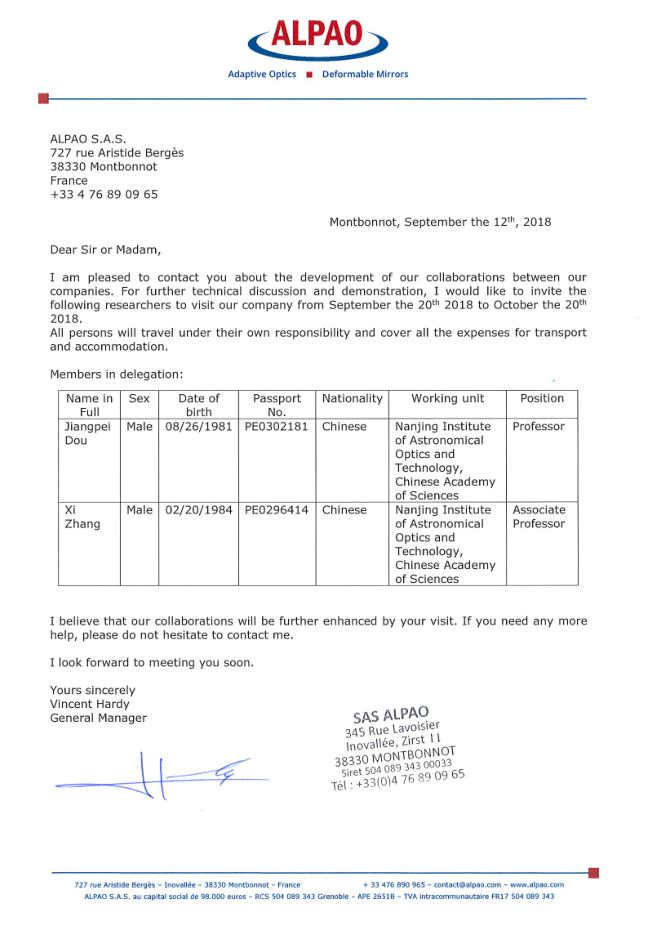 ALPAO
Adaptive Optics ■ Deformable Mirrors
ALPAO S.A.S.
727 rue Aristide Bergès
38330 Montbonnot
France
+33 4 76 89 09 65
Montbonnot, September the 12th, 2018
Dear Sir or Madam,
I am pleased to contact you about the development of our collaborations between our
companies. For further technical discussion and demonstration, I would like to invite the
following researchers to visit our company from September the 20th 2018 to October the 20th
2018.
All persons will travel under their own responsibility and cover all the expenses for transport
and accommodation.
Members in delegation:
Name in Full | Sex | Date of birth | Passport No. | Nationality | Working unit | Position
Jiangpei Dou | Male | 08/26/1981 | PE0302181 | Chinese | Nanjing Institute of Astronomical Optics and Technology, Chinese Academy of Sciences | Professor
Xi Zhang | Male | 02/20/1984 | PE0296414 | Chinese | Nanjing Institute of Astronomical Optics and Technology, Chinese Academy of Sciences | Associate Professor
I believe that our collaborations will be further enhanced by your visit. If you need any more
help, please do not hesitate to contact me.
I look forward to meeting you soon.
Yours sincerely
Vincent Hardy
General Manager
SAS ALPAO
345 Rue Lavoisier
Inovallée, Zirst 11
38330 MONTBONNOT
Siret 504 089 343 00033
Tél : +33(0)4 76 89 09 65
727 rue Aristide Bergès – Inovallée – 38330 Montbonnot – France + 33 476 890 965 – contact@alpao.com – www.alpao.com
ALPAO S.A.S. au capital social de 98.000 euros – RCS 504 089 343 Grenoble – APE 2651B – TVA intracommunautaire FR17 504 089 343